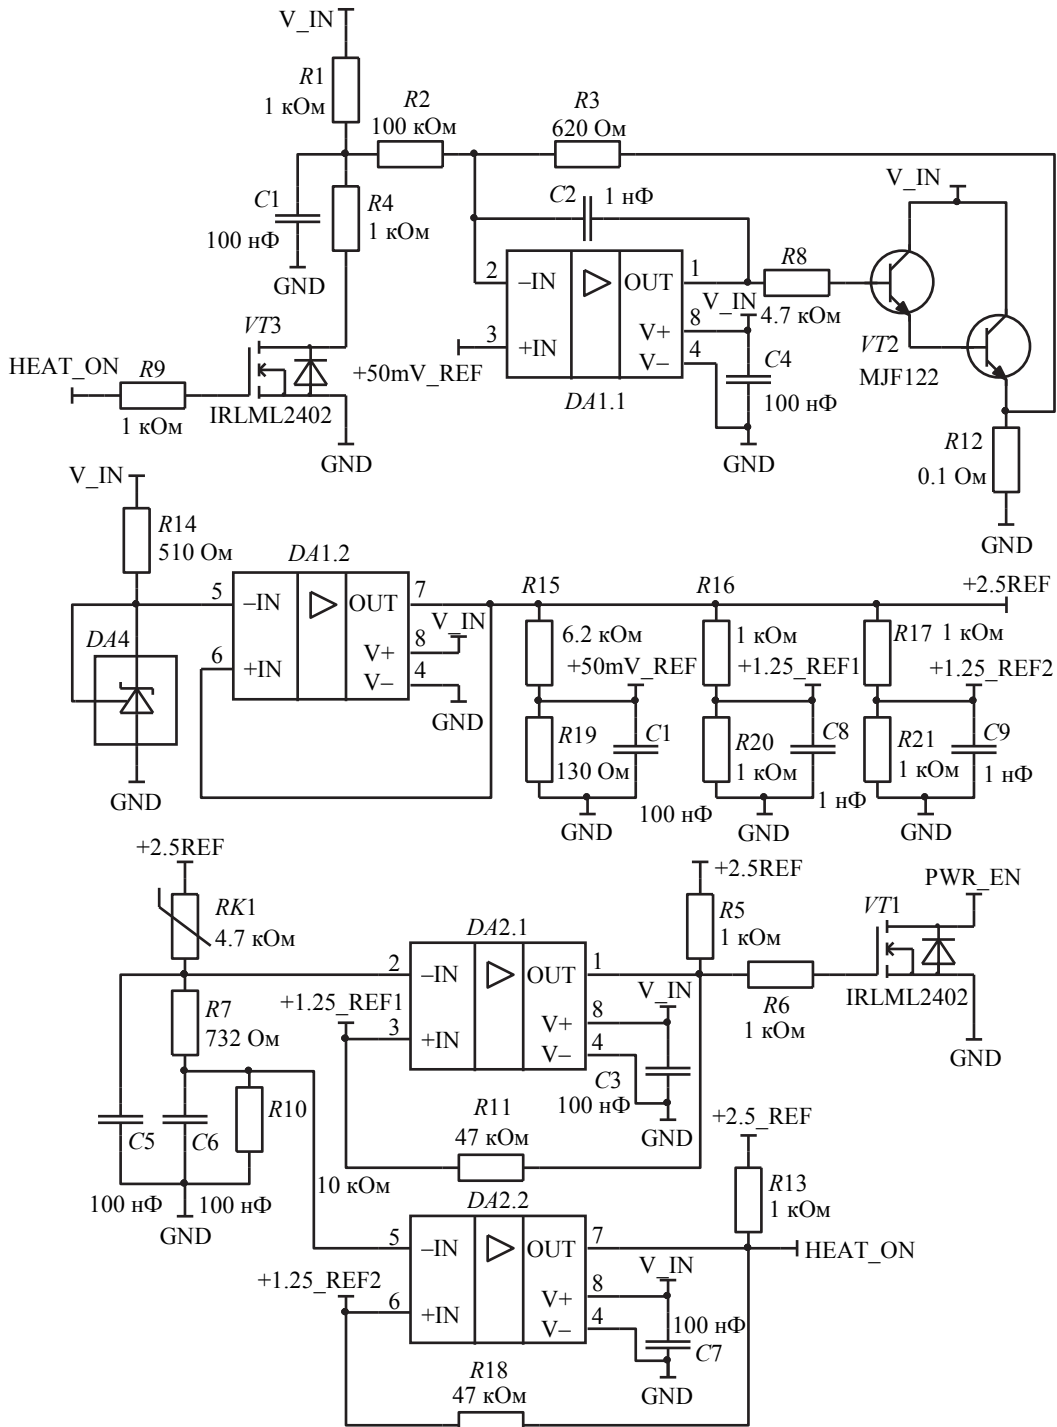 V_IN
R1
1 кОм
R2
100 кОм
R3
620 Ом
C1
100 нФ
GND
R4
1 кОм
C2
1 нФ
V_IN
2
–IN
OUT
1
R8
4.7 кОм
V_IN
8
V+
3
+IN
4
V–
+50mV_REF
DA1.1
C4
100 нФ
GND
VT2
MJF122
VT3
HEAT_ON
R9
1 кОм
IRLML2402
GND
R12
0.1 Ом
GND
V_IN
R14
510 Ом
DA1.2
5
–IN
OUT
7
V_IN
8
V+
6
+IN
4
V–
GND
DA4
GND
R15
6.2 кОм
+50mV_REF
R19
130 Ом
C1
100 нФ
GND
R16
1 кОм
+1.25_REF1
R20
1 кОм
C8
1 нФ
GND
+2.5REF
R17
1 кОм
+1.25_REF2
R21
1 кОм
C9
1 нФ
GND
+2.5REF
RK1
4.7 кОм
+2.5REF
R5
1 кОм
PWR_EN
VT1
DA2.1
2
–IN
OUT
1
R6
1 кОм
IRLML2402
GND
+1.25_REF1
3
+IN
V_IN
8
V+
4
V–
C3
100 нФ
GND
R7
732 Ом
C5
100 нФ
C6
100 нФ
R10
10 кОм
GND
R11
47 кОм
+2.5_REF
R13
1 кОм
DA2.2
5
–IN
OUT
7
HEAT_ON
+1.25_REF2
6
+IN
V_IN
8
V+
4
V–
100 нФ
C7
GND
R18
47 кОм